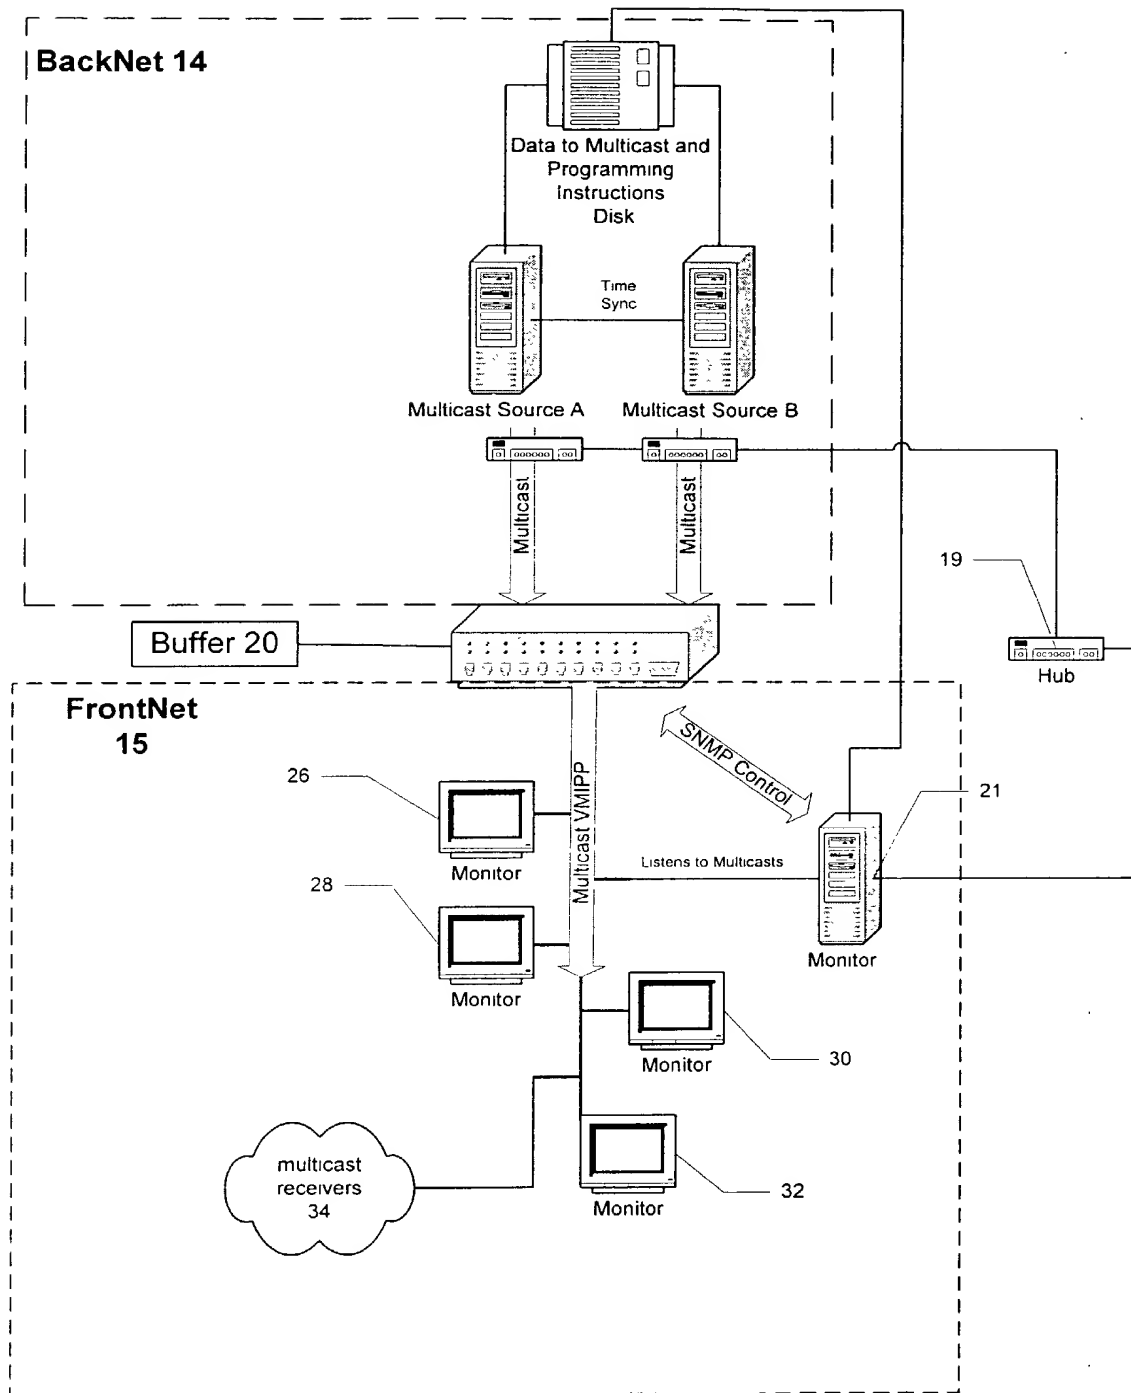 BackNet 14
Data to Multicast and
Programming
Instructions
Disk
Time
Sync
Multicast Source A
Multicast Source B
Multicast
Multicast
19
Hub
Buffer 20
FrontNet
15
SNMP Control
26
Monitor
Multicast VMIPP
21
Listens to Multicasts
28
Monitor
Monitor
30
Monitor
multicast
receivers
34
32
Monitor